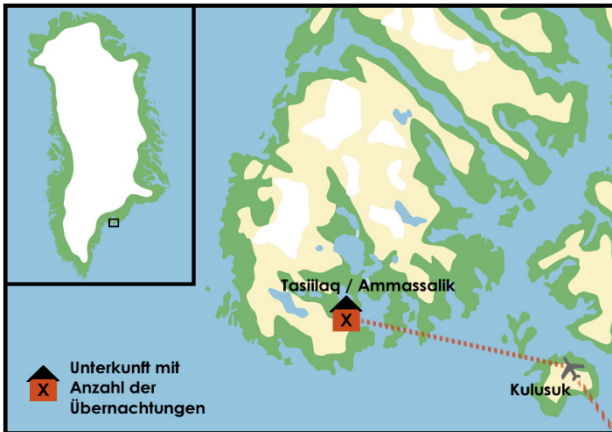 Tasiilaq / Ammassalik
X
Kulusuk
X
Unterkunft mit
Anzahl der
Übernachtungen